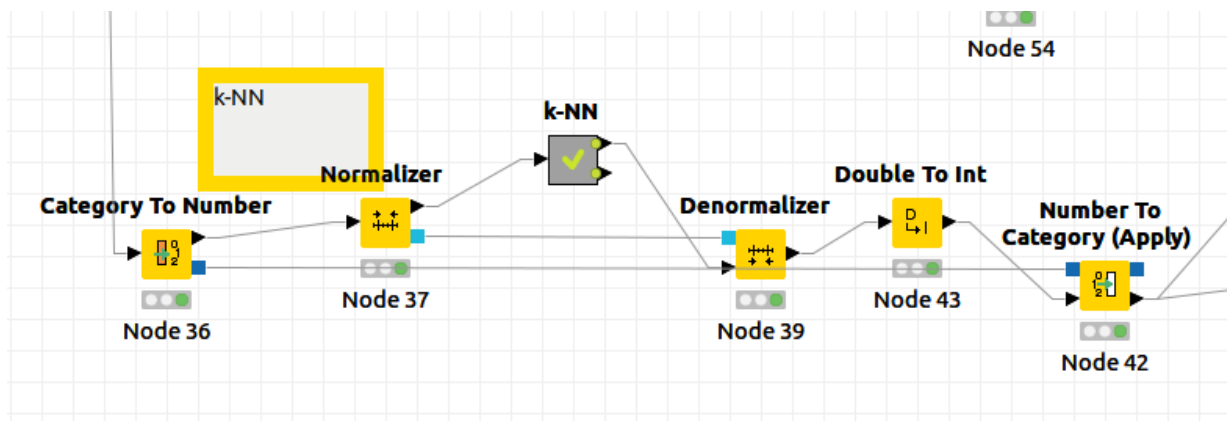 Node 54
k-NN
k-NN
Normalizer
Double To Int
Category To Number
Denormalizer
Number To
Category (Apply)
Node 37
Node 43
Node 36
Node 39
Node 42